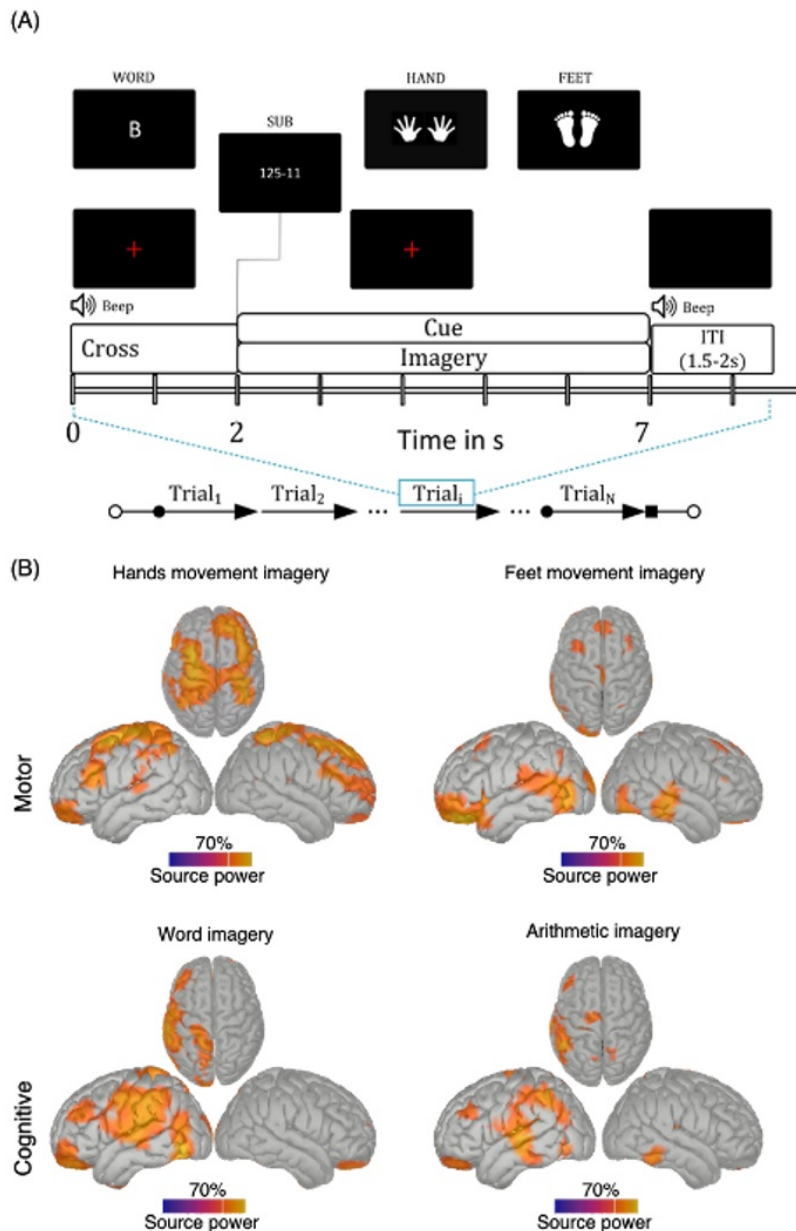 (A)
WORD
HAND
FEET
B
SUB
125-11
Beep
Beep
Cross
Cue
Imagery
ITI
(1.5-2s)
0
2
Time in s
7
Trial₁
Trial₂
...
Trialᵢ
...
Trial_N
(B)
Hands movement imagery
Feet movement imagery
Motor
70%
Source power
70%
Source power
Word imagery
Arithmetic imagery
Cognitive
70%
Source power
70%
Source power